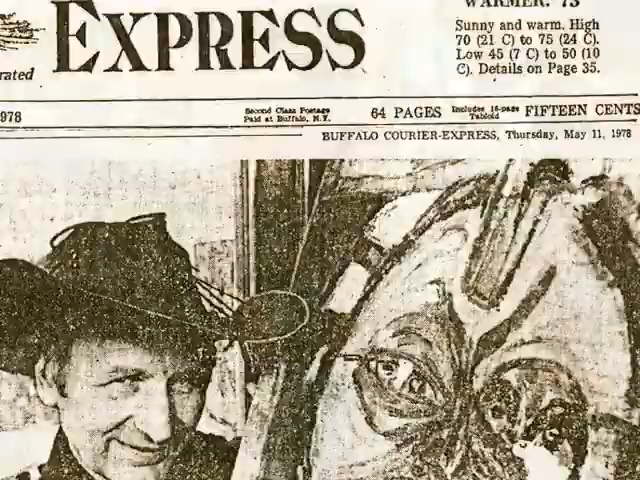 EXPRESS
WARMER: 75
Sunny and warm. High
70 (21 C) to 75 (24 C).
Low 45 (7 C) to 50 (10
C). Details on Page 35.
rated
978
Second Class Postage
Paid at Buffalo, N.Y.
64 PAGES
Includes 16-page
Tabloid
FIFTEEN CENTS
BUFFALO COURIER-EXPRESS, Thursday, May 11, 1978